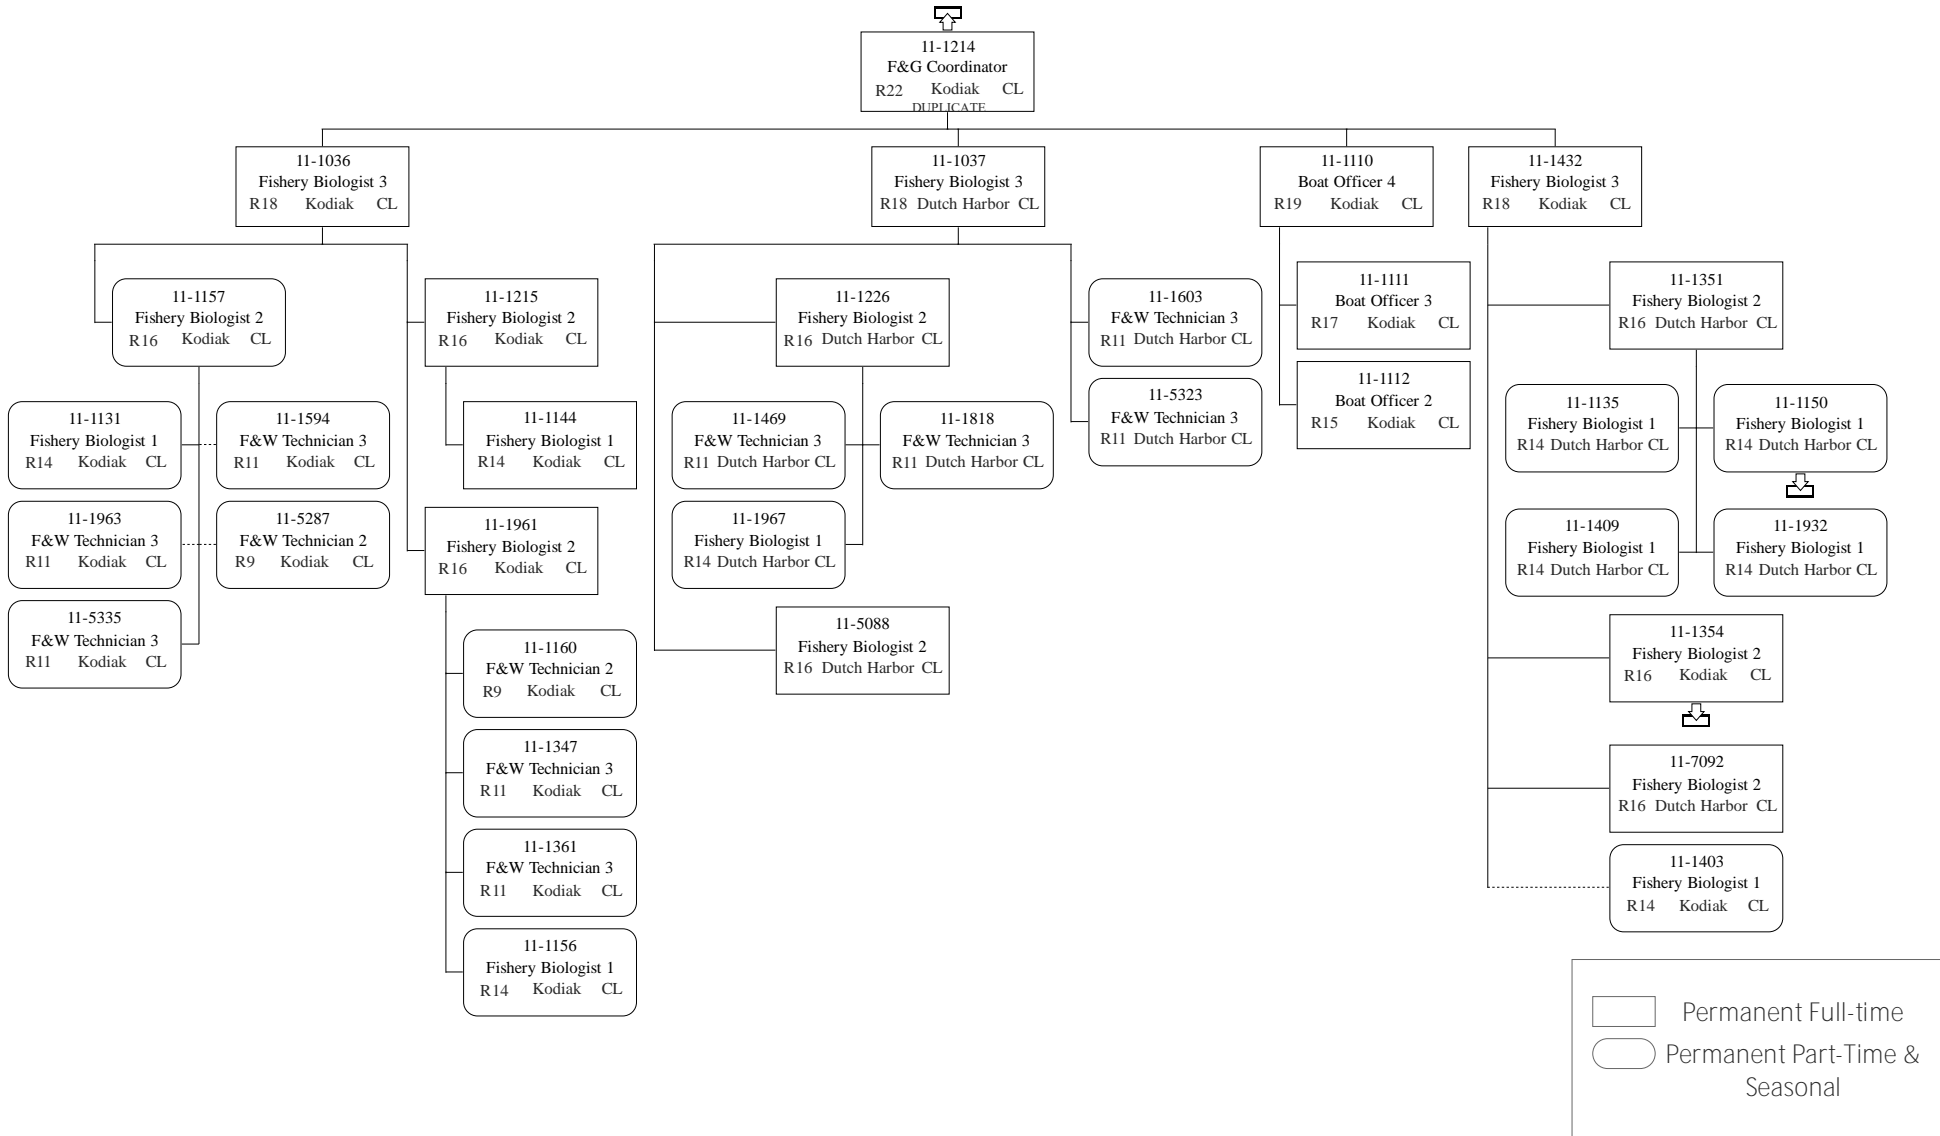 11-1214
F&G Coordinator
R22 Kodiak CL
DUPLICATE
11-1036
Fishery Biologist 3
R18 Kodiak CL
11-1037
Fishery Biologist 3
R18 Dutch Harbor CL
11-1110
Boat Officer 4
R19 Kodiak CL
11-1432
Fishery Biologist 3
R18 Kodiak CL
11-1157
Fishery Biologist 2
R16 Kodiak CL
11-1131
Fishery Biologist 1
R14 Kodiak CL
11-1594
F&W Technician 3
R11 Kodiak CL
11-1963
F&W Technician 3
R11 Kodiak CL
11-5287
F&W Technician 2
R9 Kodiak CL
11-5335
F&W Technician 3
R11 Kodiak CL
11-1215
Fishery Biologist 2
R16 Kodiak CL
11-1144
Fishery Biologist 1
R14 Kodiak CL
11-1961
Fishery Biologist 2
R16 Kodiak CL
11-1160
F&W Technician 2
R9 Kodiak CL
11-1347
F&W Technician 3
R11 Kodiak CL
11-1361
F&W Technician 3
R11 Kodiak CL
11-1156
Fishery Biologist 1
R14 Kodiak CL
11-1226
Fishery Biologist 2
R16 Dutch Harbor CL
11-1469
F&W Technician 3
R11 Dutch Harbor CL
11-1818
F&W Technician 3
R11 Dutch Harbor CL
11-1967
Fishery Biologist 1
R14 Dutch Harbor CL
11-5088
Fishery Biologist 2
R16 Dutch Harbor CL
11-1603
F&W Technician 3
R11 Dutch Harbor CL
11-5323
F&W Technician 3
R11 Dutch Harbor CL
11-1111
Boat Officer 3
R17 Kodiak CL
11-1112
Boat Officer 2
R15 Kodiak CL
11-1351
Fishery Biologist 2
R16 Dutch Harbor CL
11-1135
Fishery Biologist 1
R14 Dutch Harbor CL
11-1150
Fishery Biologist 1
R14 Dutch Harbor CL
11-1409
Fishery Biologist 1
R14 Dutch Harbor CL
11-1932
Fishery Biologist 1
R14 Dutch Harbor CL
11-1354
Fishery Biologist 2
R16 Kodiak CL
11-7092
Fishery Biologist 2
R16 Dutch Harbor CL
11-1403
Fishery Biologist 1
R14 Kodiak CL
Permanent Full-time
Permanent Part-Time &
Seasonal